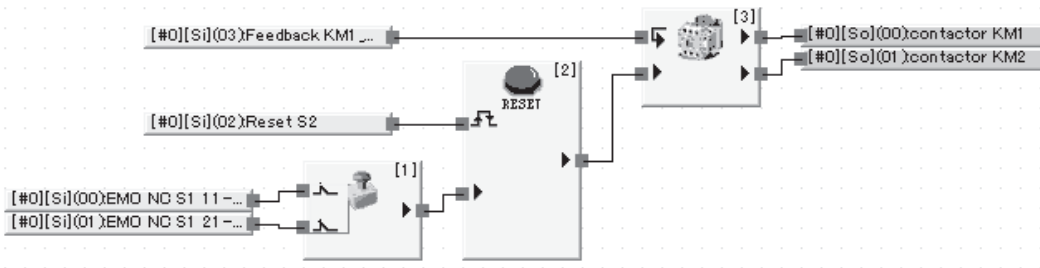 [3]
[#0][Si](03):Feedback KM1_...
[#0][So](00):contactor KM1
[#0][So](01):contactor KM2
[2]
RESET
[#0][Si](02):Reset S2
[1]
[#0][Si](00):EMO NC S1 11-...
[#0][Si](01):EMO NC S1 21-...